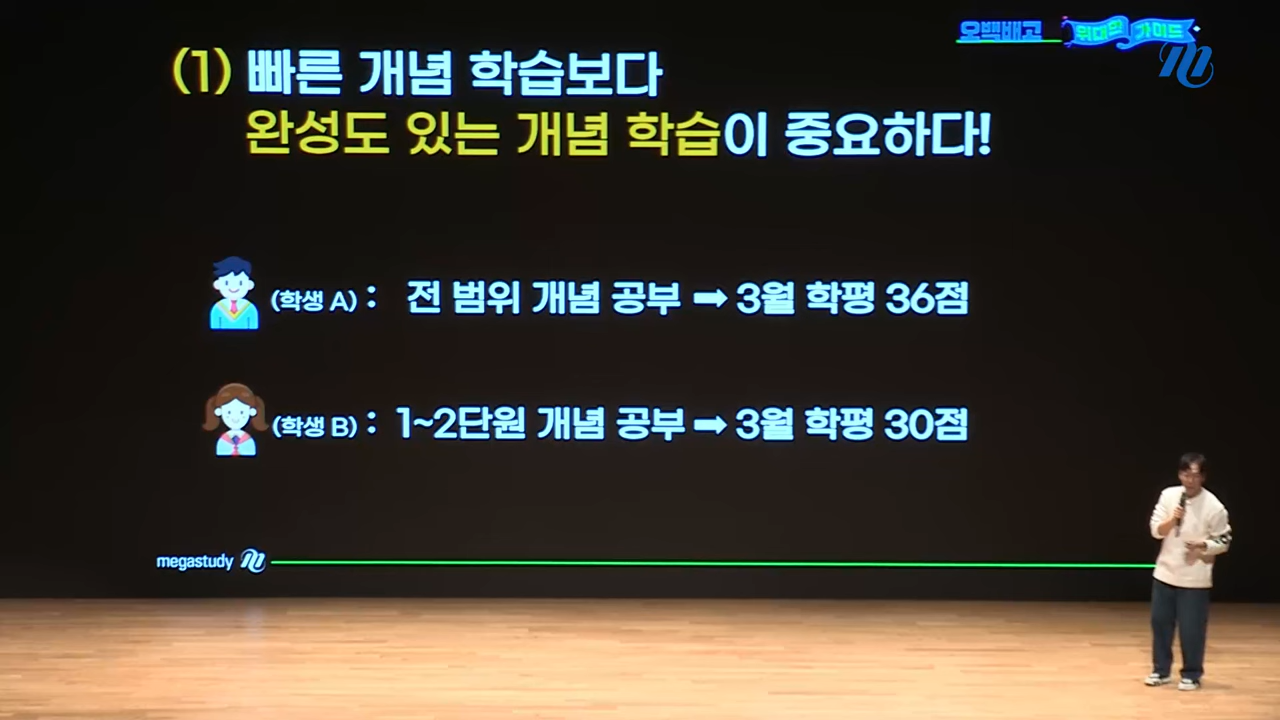 오백배고 위대한 가이드
(1) 빠른 개념 학습보다
완성도 있는 개념 학습이 중요하다!
(학생 A) : 전 범위 개념 공부 ➡ 3월 학평 36점
(학생 B) : 1~2단원 개념 공부 ➡ 3월 학평 30점
megastudy